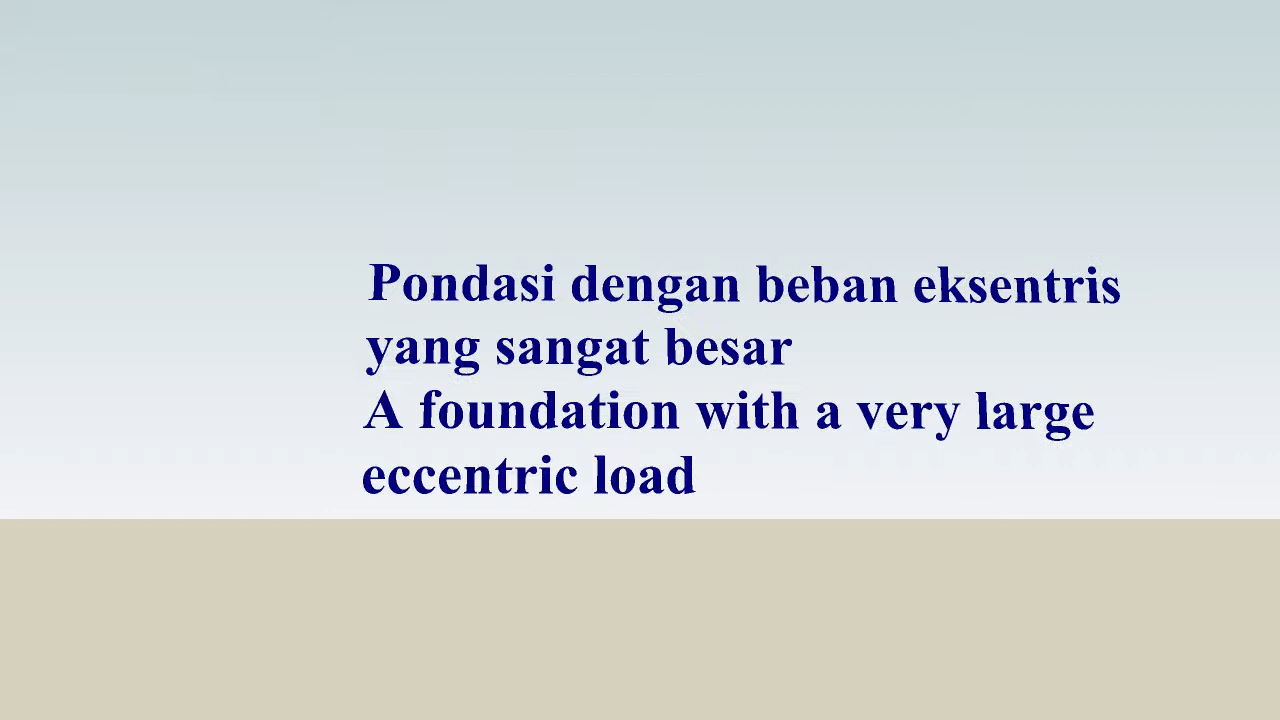 Pondasi dengan beban eksentris
yang sangat besar
A foundation with a very large
eccentric load